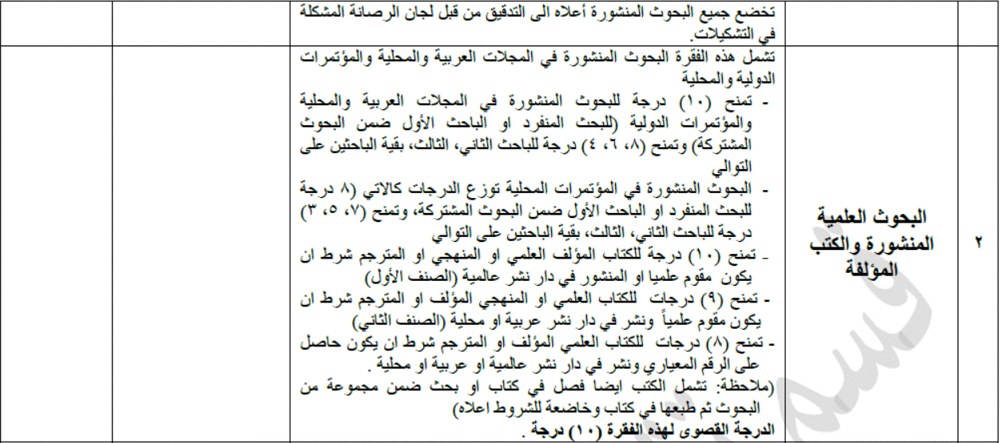 تخضع جميع البحوث المنشورة أعلاه الى التدقيق من قبل لجان الرصانة المشكلة
في التشكيلات.
٢
البحوث العلمية
المنشورة والكتب
المؤلفة
تشمل هذه الفقرة البحوث المنشورة في المجلات العربية والمحلية والمؤتمرات
الدولية والمحلية
- تمنح (١٠) درجة للبحوث المنشورة في المجلات العربية والمحلية
والمؤتمرات الدولية (للبحث المنفرد او الباحث الأول ضمن البحوث
المشتركة) وتمنح (٨، ٦، ٤) درجة للباحث الثاني، الثالث، بقية الباحثين على
التوالي
- البحوث المنشورة في المؤتمرات المحلية توزع الدرجات كالاتي (٨ درجة
للبحث المنفرد او الباحث الأول ضمن البحوث المشتركة، وتمنح (٧، ٥، ٣)
درجة للباحث الثاني، الثالث، بقية الباحثين على التوالي
- تمنح (١٠) درجة للكتاب المؤلف العلمي او المنهجي او المترجم شرط ان
يكون مقوم علميا او المنشور في دار نشر عالمية (الصنف الأول)
- تمنح (٩) درجات للكتاب العلمي او المنهجي المؤلف او المترجم شرط ان
يكون مقوم علمياً ونشر في دار نشر عربية او محلية (الصنف الثاني)
- تمنح (٨) درجات للكتاب العلمي المؤلف او المترجم شرط ان يكون حاصل
على الرقم المعياري ونشر في دار نشر عالمية او عربية او محلية .
(ملاحظة: تشمل الكتب ايضا فصل في كتاب او بحث ضمن مجموعة من
البحوث تم طبعها في كتاب وخاضعة للشروط اعلاه)
الدرجة القصوى لهذه الفقرة (١٠) درجة .